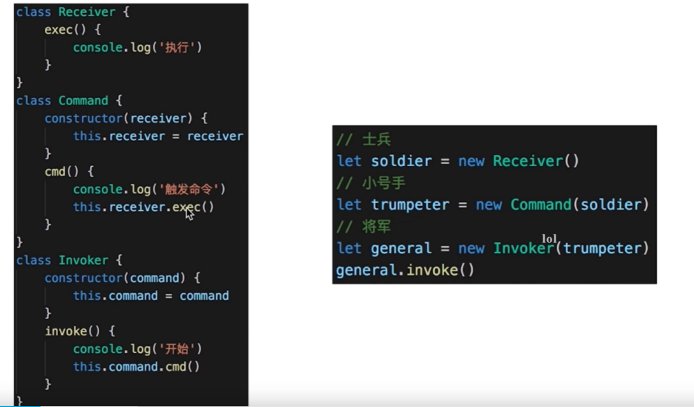 class Receiver {
    exec() {
        console.log('执行')
    }
}
class Command {
    constructor(receiver) {
        this.receiver = receiver
    }
    cmd() {
        console.log('触发命令')
        this.receiver.exec()
    }
}
class Invoker {
    constructor(command) {
        this.command = command
    }
    invoke() {
        console.log('开始')
        this.command.cmd()
    }
}
// 士兵
let soldier = new Receiver()
// 小号手
let trumpeter = new Command(soldier)
// 将军
lol
let general = new Invoker(trumpeter)
general.invoke()